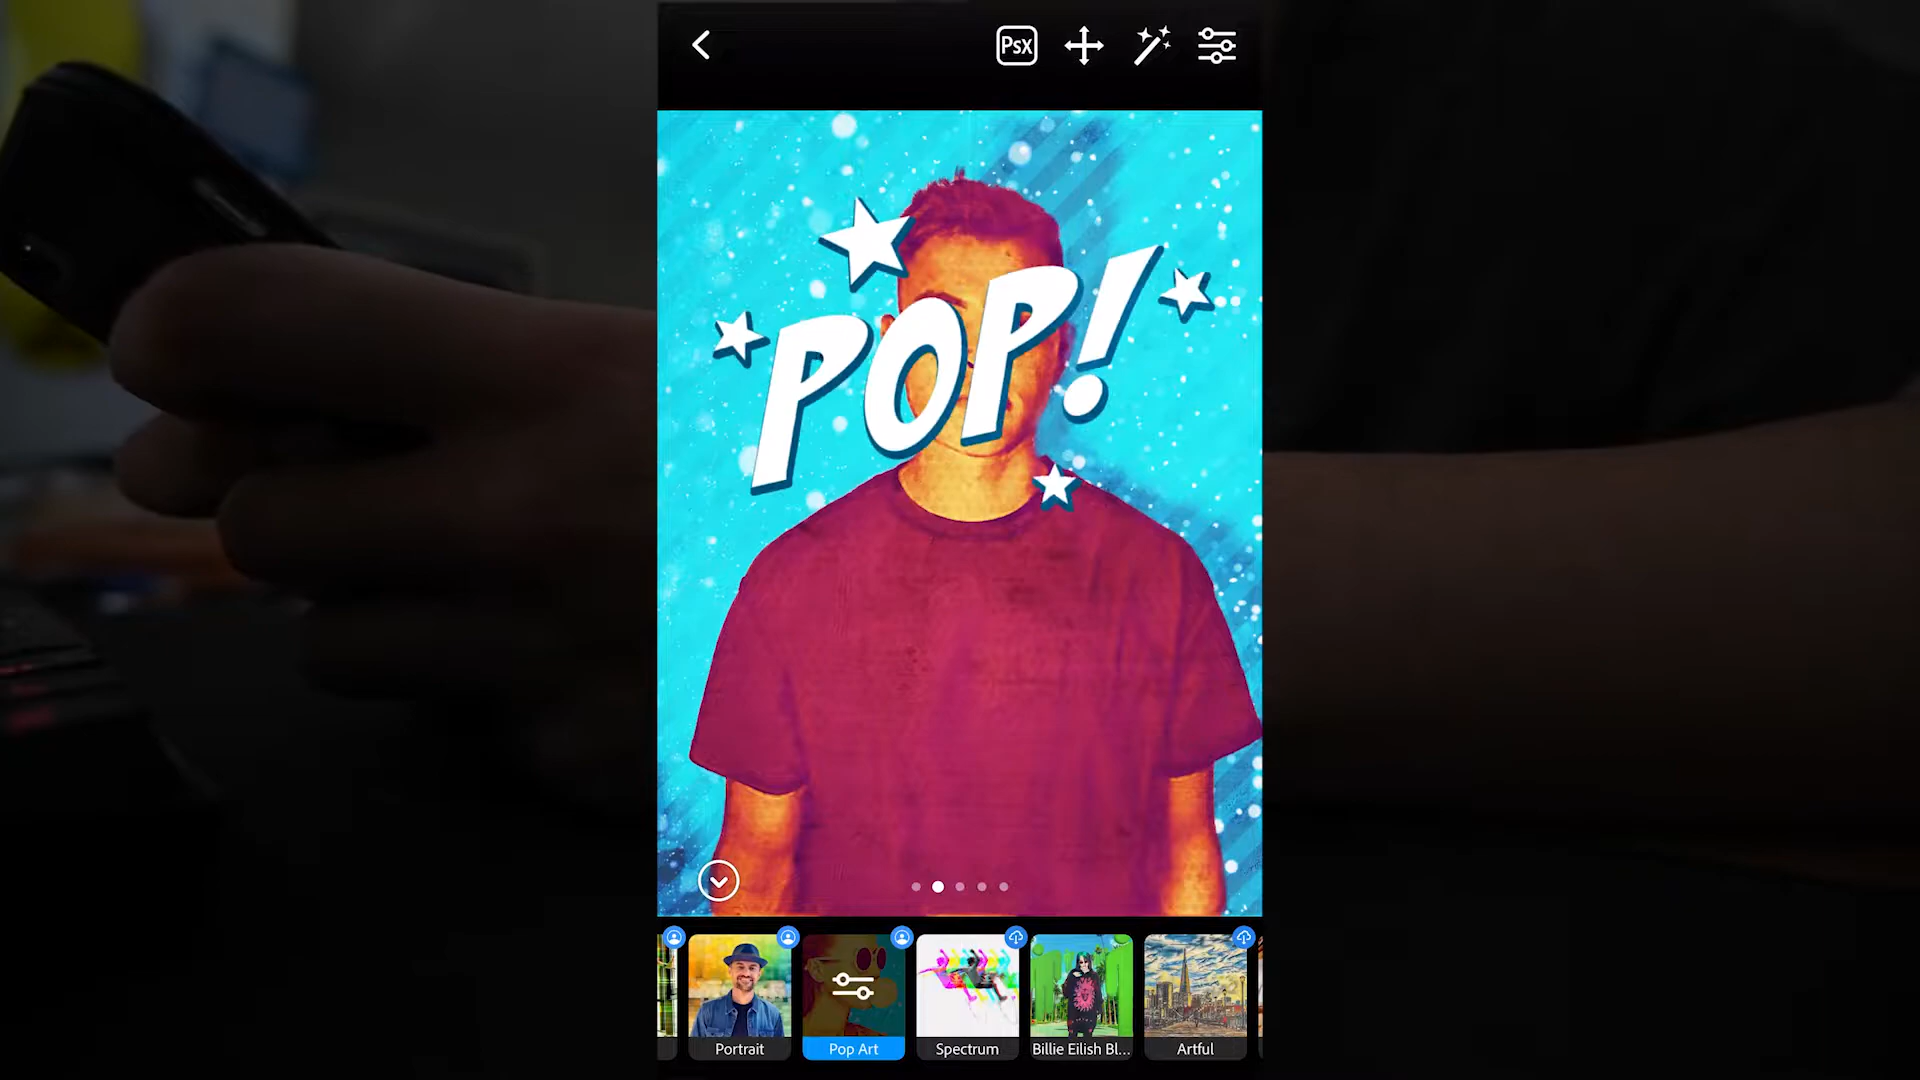 Psx
POP!
Portrait
Pop Art
Spectrum
Billie Eilish Bl...
Artful